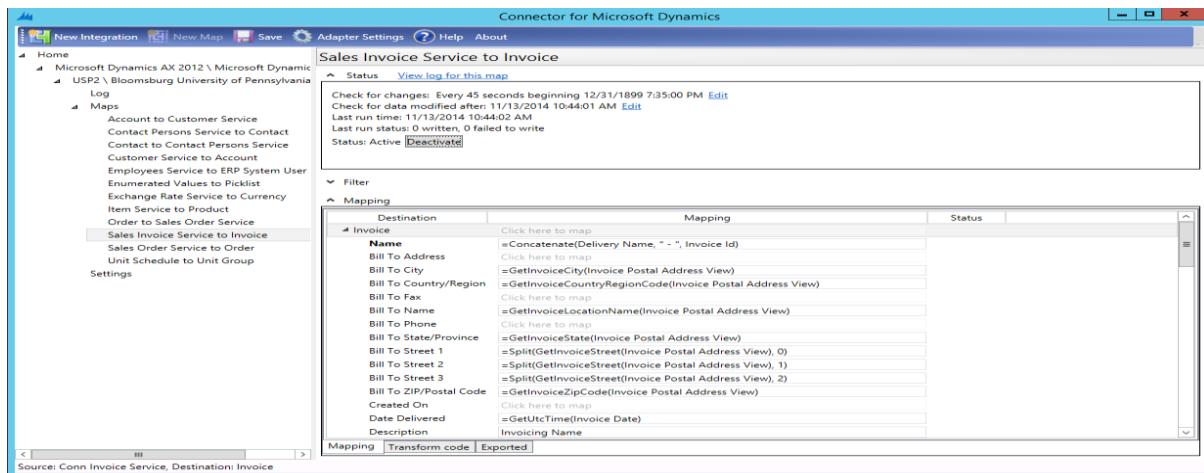 Connector for Microsoft Dynamics
New Integration New Map Save Adapter Settings Help About
Home
Microsoft Dynamics AX 2012 \ Microsoft Dynamic
USP2 \ Bloomsburg University of Pennsylvania
Log
Maps
Account to Customer Service
Contact Persons Service to Contact
Contact to Contact Persons Service
Customer Service to Account
Employees Service to ERP System User
Enumerated Values to Picklist
Exchange Rate Service to Currency
Item Service to Product
Order to Sales Order Service
Sales Invoice Service to Invoice
Sales Order Service to Order
Unit Schedule to Unit Group
Settings
Sales Invoice Service to Invoice
Status View log for this map
Check for changes: Every 45 seconds beginning 12/31/1899 7:35:00 PM Edit
Check for data modified after: 11/13/2014 10:44:01 AM Edit
Last run time: 11/13/2014 10:44:02 AM
Last run status: 0 written, 0 failed to write
Status: Active Deactivate
Filter
Mapping
Destination Mapping Status
Invoice Click here to map
Name =Concatenate(Delivery Name, " - ", Invoice Id)
Bill To Address Click here to map
Bill To City =GetInvoiceCity(Invoice Postal Address View)
Bill To Country/Region =GetInvoiceCountryRegionCode(Invoice Postal Address View)
Bill To Fax Click here to map
Bill To Name =GetInvoiceLocationName(Invoice Postal Address View)
Bill To Phone Click here to map
Bill To State/Province =GetInvoiceState(Invoice Postal Address View)
Bill To Street 1 =Split(GetInvoiceStreet(Invoice Postal Address View), 0)
Bill To Street 2 =Split(GetInvoiceStreet(Invoice Postal Address View), 1)
Bill To Street 3 =Split(GetInvoiceStreet(Invoice Postal Address View), 2)
Bill To ZIP/Postal Code =GetInvoiceZipCode(Invoice Postal Address View)
Created On Click here to map
Date Delivered =GetUtcTime(Invoice Date)
Description Invoicing Name
Mapping Transform code Exported
Source: Conn Invoice Service, Destination: Invoice